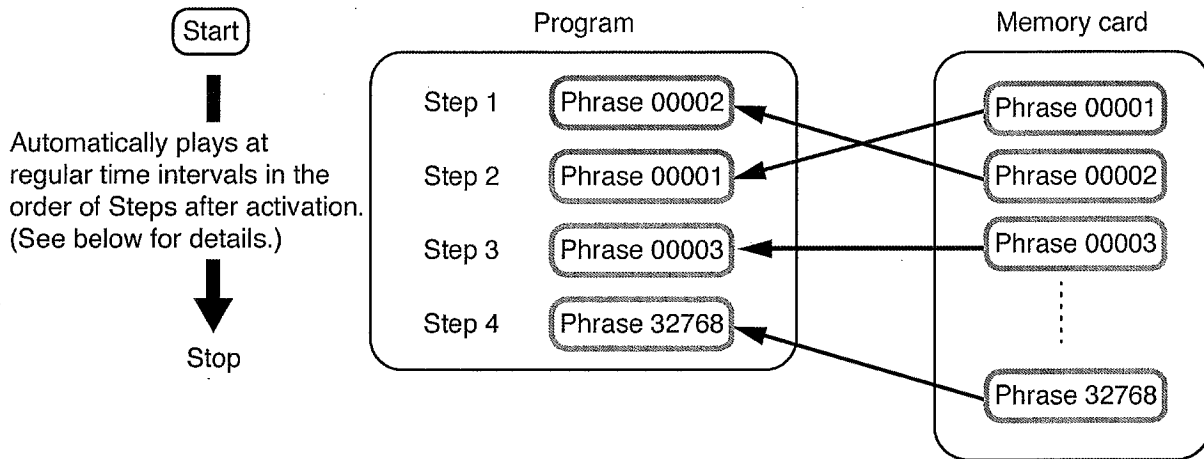 Start
Automatically plays at
regular time intervals in the
order of Steps after activation.
(See below for details.)
Stop
Program
Step 1 Phrase 00002
Step 2 Phrase 00001
Step 3 Phrase 00003
Step 4 Phrase 32768
Memory card
Phrase 00001
Phrase 00002
Phrase 00003
Phrase 32768